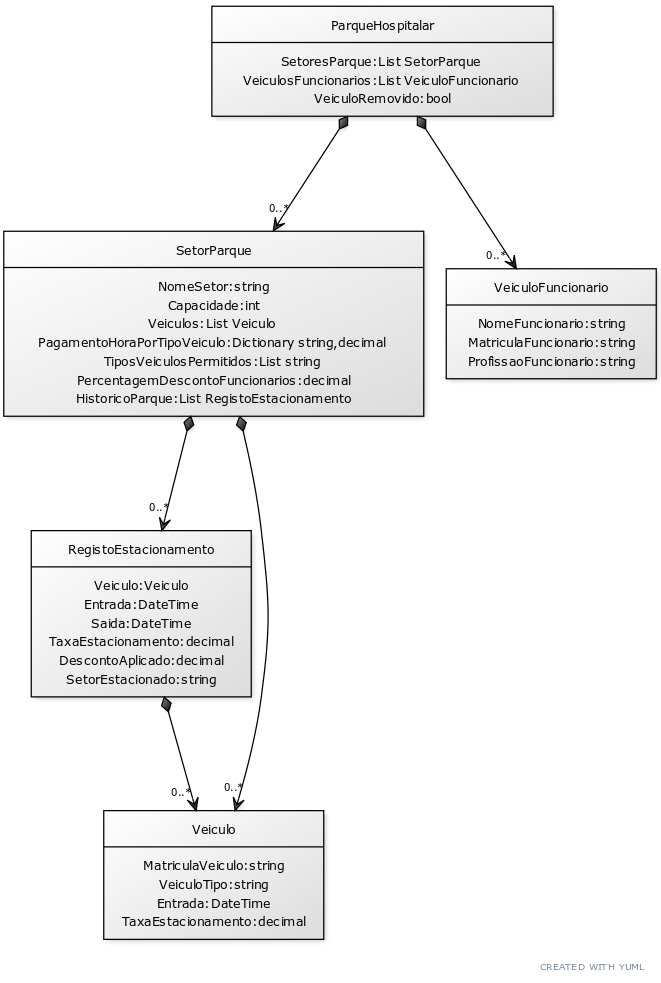 ParqueHospitalar
SetoresParque:List SetorParque
VeiculosFuncionarios:List VeiculoFuncionario
VeiculoRemovido:bool
0..*
0..*
SetorParque
NomeSetor:string
Capacidade:int
Veiculos:List Veiculo
PagamentoHoraPorTipoVeiculo:Dictionary string,decimal
TiposVeiculosPermitidos:List string
PercentagemDescontoFuncionarios:decimal
HistoricoParque:List RegistoEstacionamento
VeiculoFuncionario
NomeFuncionario:string
MatriculaFuncionario:string
ProfissaoFuncionario:string
0..*
RegistoEstacionamento
Veiculo:Veiculo
Entrada:DateTime
Saida:DateTime
TaxaEstacionamento:decimal
DescontoAplicado:decimal
SetorEstacionado:string
0..*
0..*
Veiculo
MatriculaVeiculo:string
VeiculoTipo:string
Entrada:DateTime
TaxaEstacionamento:decimal
CREATED WITH YUML